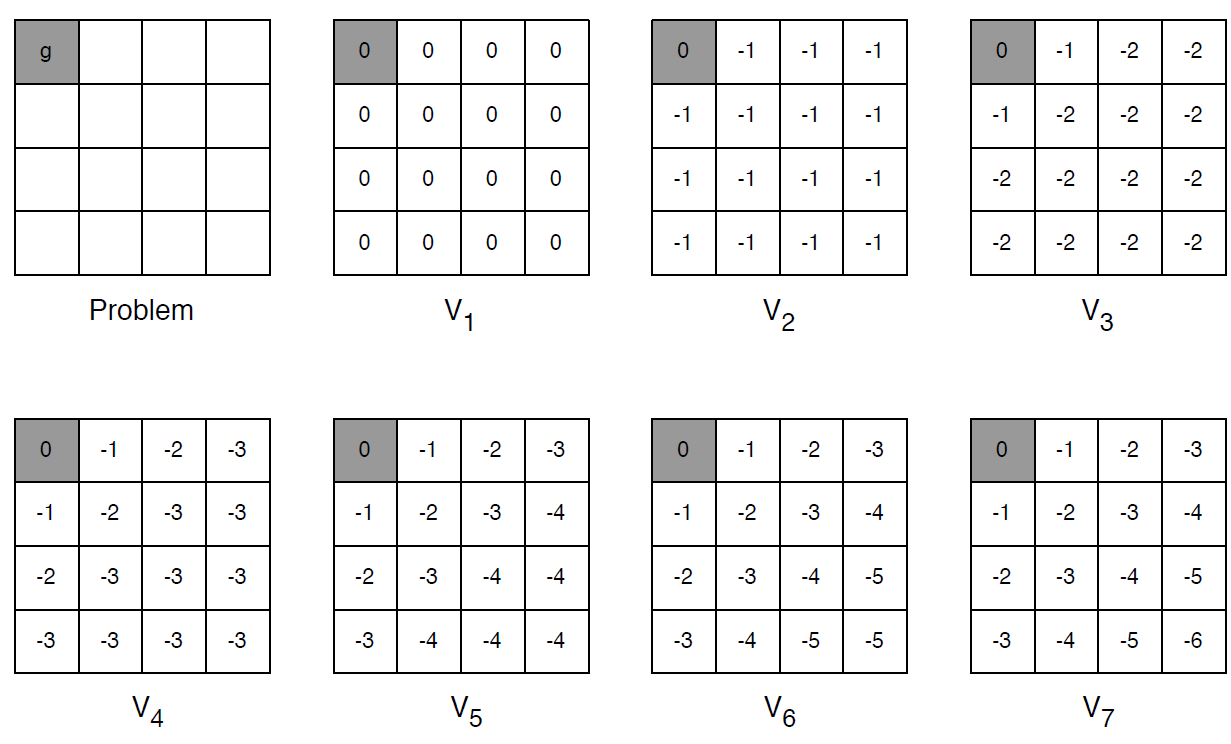 g 0 0 0 0 0 -1 -1 -1 0 -1 -2 -2
0 0 0 0 -1 -1 -1 -1 -1 -2 -2 -2
0 0 0 0 -1 -1 -1 -1 -2 -2 -2 -2
0 0 0 0 -1 -1 -1 -1 -2 -2 -2 -2
Problem V1 V2 V3
0 -1 -2 -3 0 -1 -2 -3 0 -1 -2 -3 0 -1 -2 -3
-1 -2 -3 -3 -1 -2 -3 -4 -1 -2 -3 -4 -1 -2 -3 -4
-2 -3 -3 -3 -2 -3 -4 -4 -2 -3 -4 -5 -2 -3 -4 -5
-3 -3 -3 -3 -3 -4 -4 -4 -3 -4 -5 -5 -3 -4 -5 -6
V4 V5 V6 V7